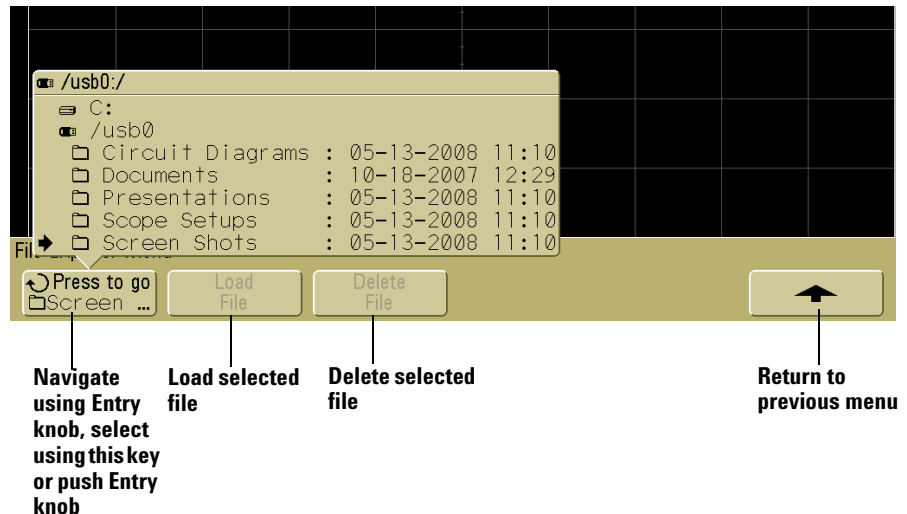 /usb0:/
C:
/usb0
Circuit Diagrams : 05-13-2008 11:10
Documents : 10-18-2007 12:29
Presentations : 05-13-2008 11:10
Scope Setups : 05-13-2008 11:10
Screen Shots : 05-13-2008 11:10
Press to go
Screen ...
Load
File
Delete
File
Navigate
using Entry
knob, select
using this key
or push Entry
knob
Load selected
file
Delete selected
file
Return to
previous menu